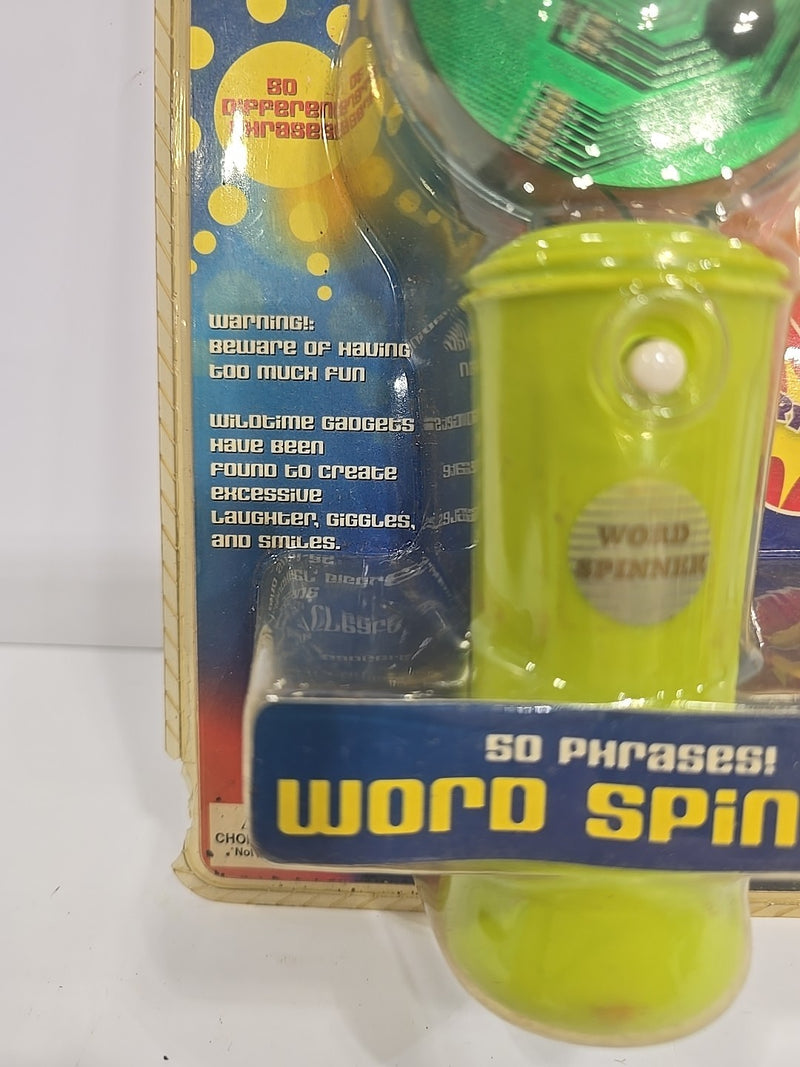 50
Different
Phrases
Warning!:
Beware of having
too much fun
Wildtime Gadgets
have been
found to create
excessive
laughter, giggles,
and smiles.
WORD
SPINNER
50 Phrases!
Word Spin
CHO